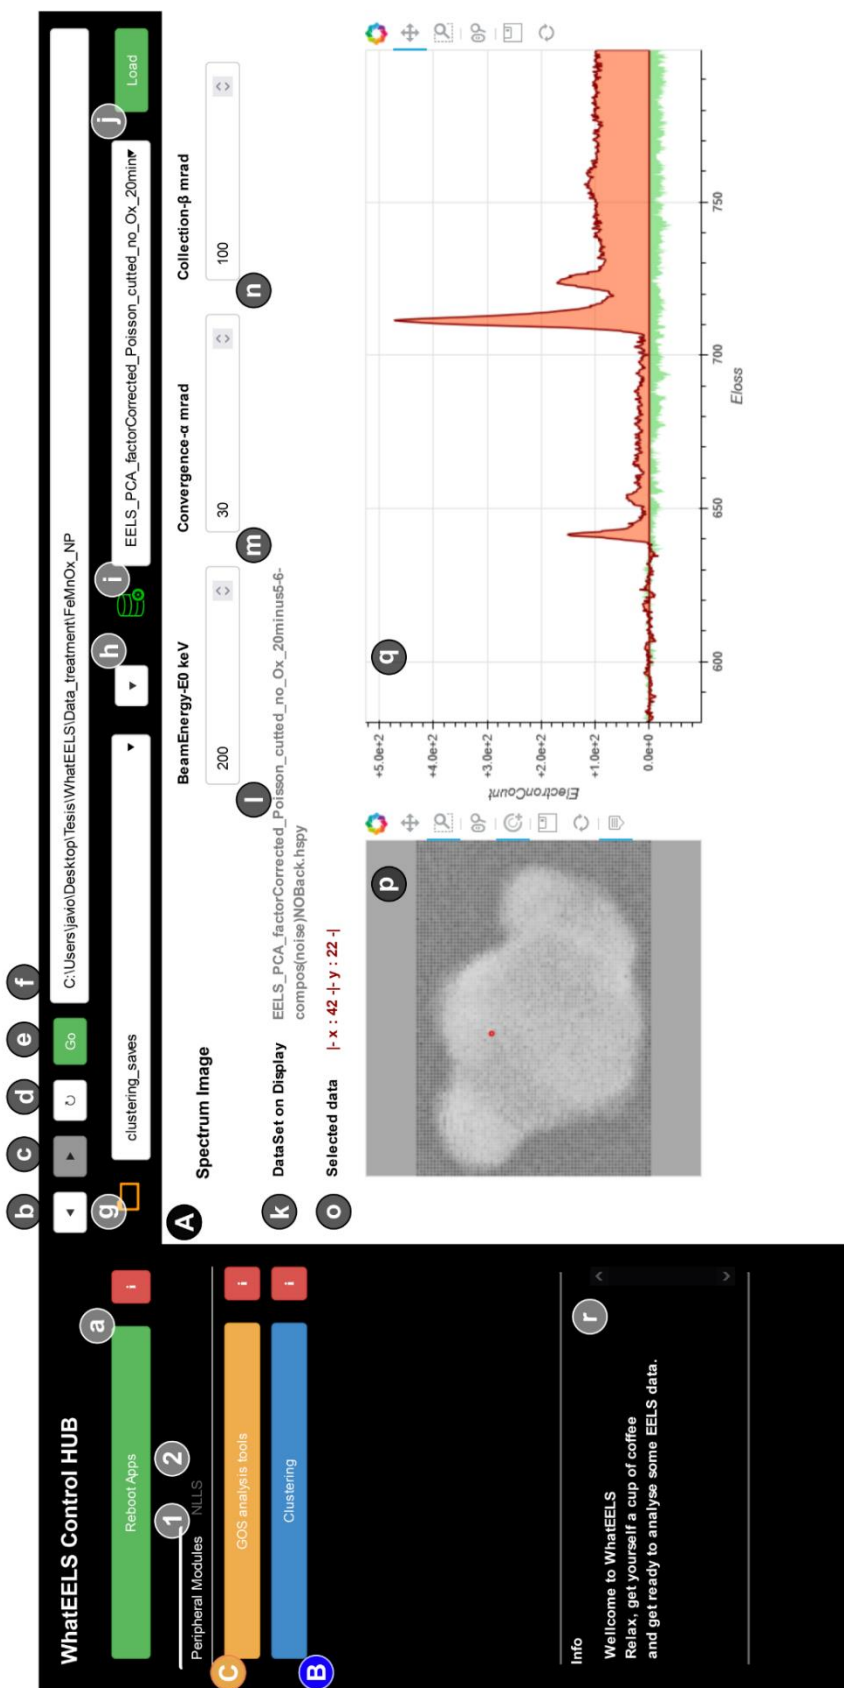 WhatEELS Control HUB
a
Reboot Apps
i
1
2
Peripheral Modules
NLLS
C
GOS analysis tools
i
B
Clustering
i
Info
r
Wellcome to WhatEELS
Relax, get yourself a cup of coffee
and get ready to analyse some EELS data.
b
c
d
e
f
Go
C:\Users\javio\Desktop\Tesis\WhatEELS\Data_treatment\FeMnOx_NP
g
clustering_saves
h
i
EELS_PCA_factorCorrected_Poisson_cutted_no_Ox_20min
j
Load
A
Spectrum Image
BeamEnergy-E0 keV
Convergence-α mrad
Collection-β mrad
200
30
100
l
m
n
k
DataSet on Display
EELS_PCA_factorCorrected_Poisson_cutted_no_Ox_20minus5-6-
compos(noise)NOBack.hspy
o
Selected data
|- x : 42 -|- y : 22 -|
p
q
+5.0e+2
+4.0e+2
+3.0e+2
+2.0e+2
+1.0e+2
0.0e+0
ElectronCount
600
650
700
750
Eloss